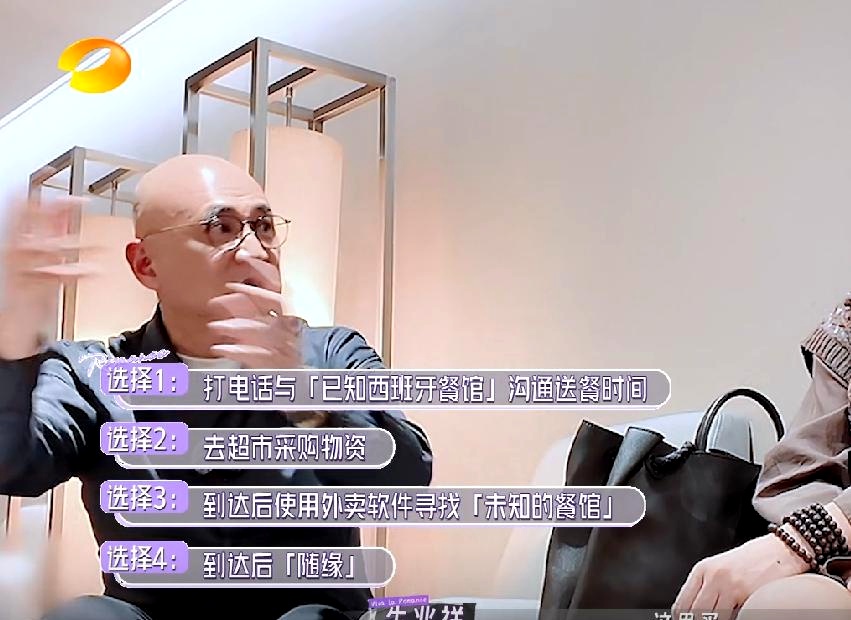 选择1:
打电话与「已知西班牙餐馆」沟通送餐时间
选择2:
去超市采购物资
选择3:
到达后使用外卖软件寻找「未知的餐馆」
选择4:
到达后「随缘」
Viva La Romance